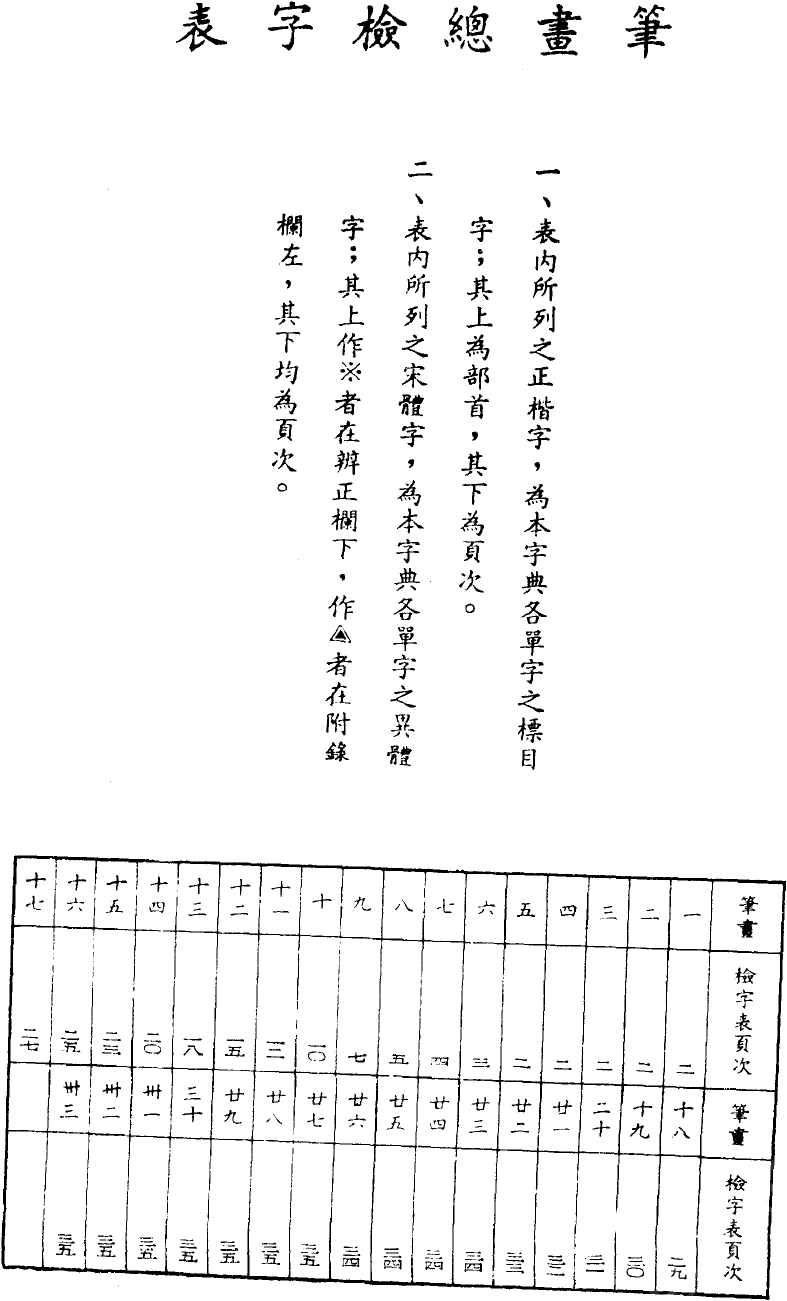 筆畫總檢字表
一、表內所列之正楷字，為本字典各單字之標目
字；其上為部首，其下為頁次。
二、表內所列之宋體字，為本字典各單字之異體
字；其上作※者在辨正欄下，作▲者在附錄
欄左，其下均為頁次。
筆畫 一 二 三 四 五 六 七 八 九 十 十一 十二 十三 十四 十五 十六 十七
檢字表頁次 二 二 二 二 二 三 四 五 七 一〇 一二 一五 一八 二〇 二三 二五 二七
筆畫 十八 十九 二十 廿一 廿二 廿三 廿四 廿五 廿六 廿七 廿八 廿九 三十 卅一 卅二 卅三
檢字表頁次 二九 三〇 三一 三二 三三 三四 三四 三四 三四 三五 三五 三五 三五 三五 三五 三五